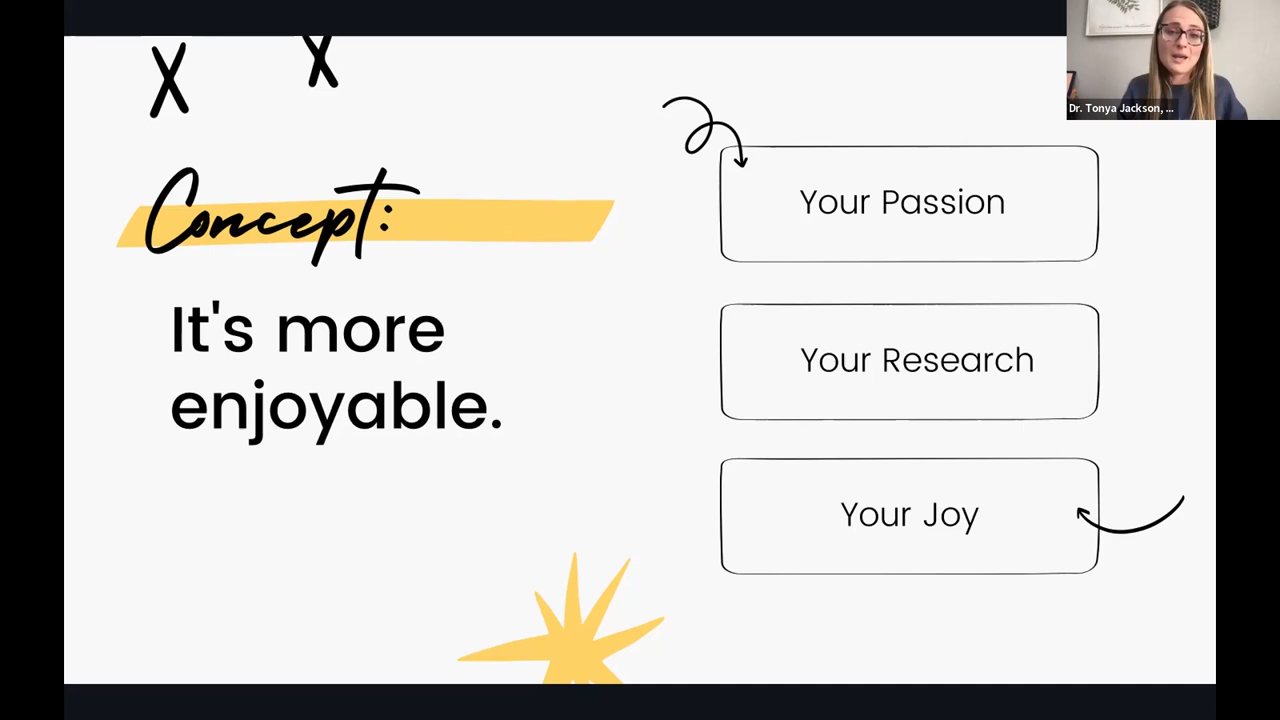 Concept:
It's more
enjoyable.
Your Passion
Your Research
Your Joy
Dr. Tonya Jackson, ...